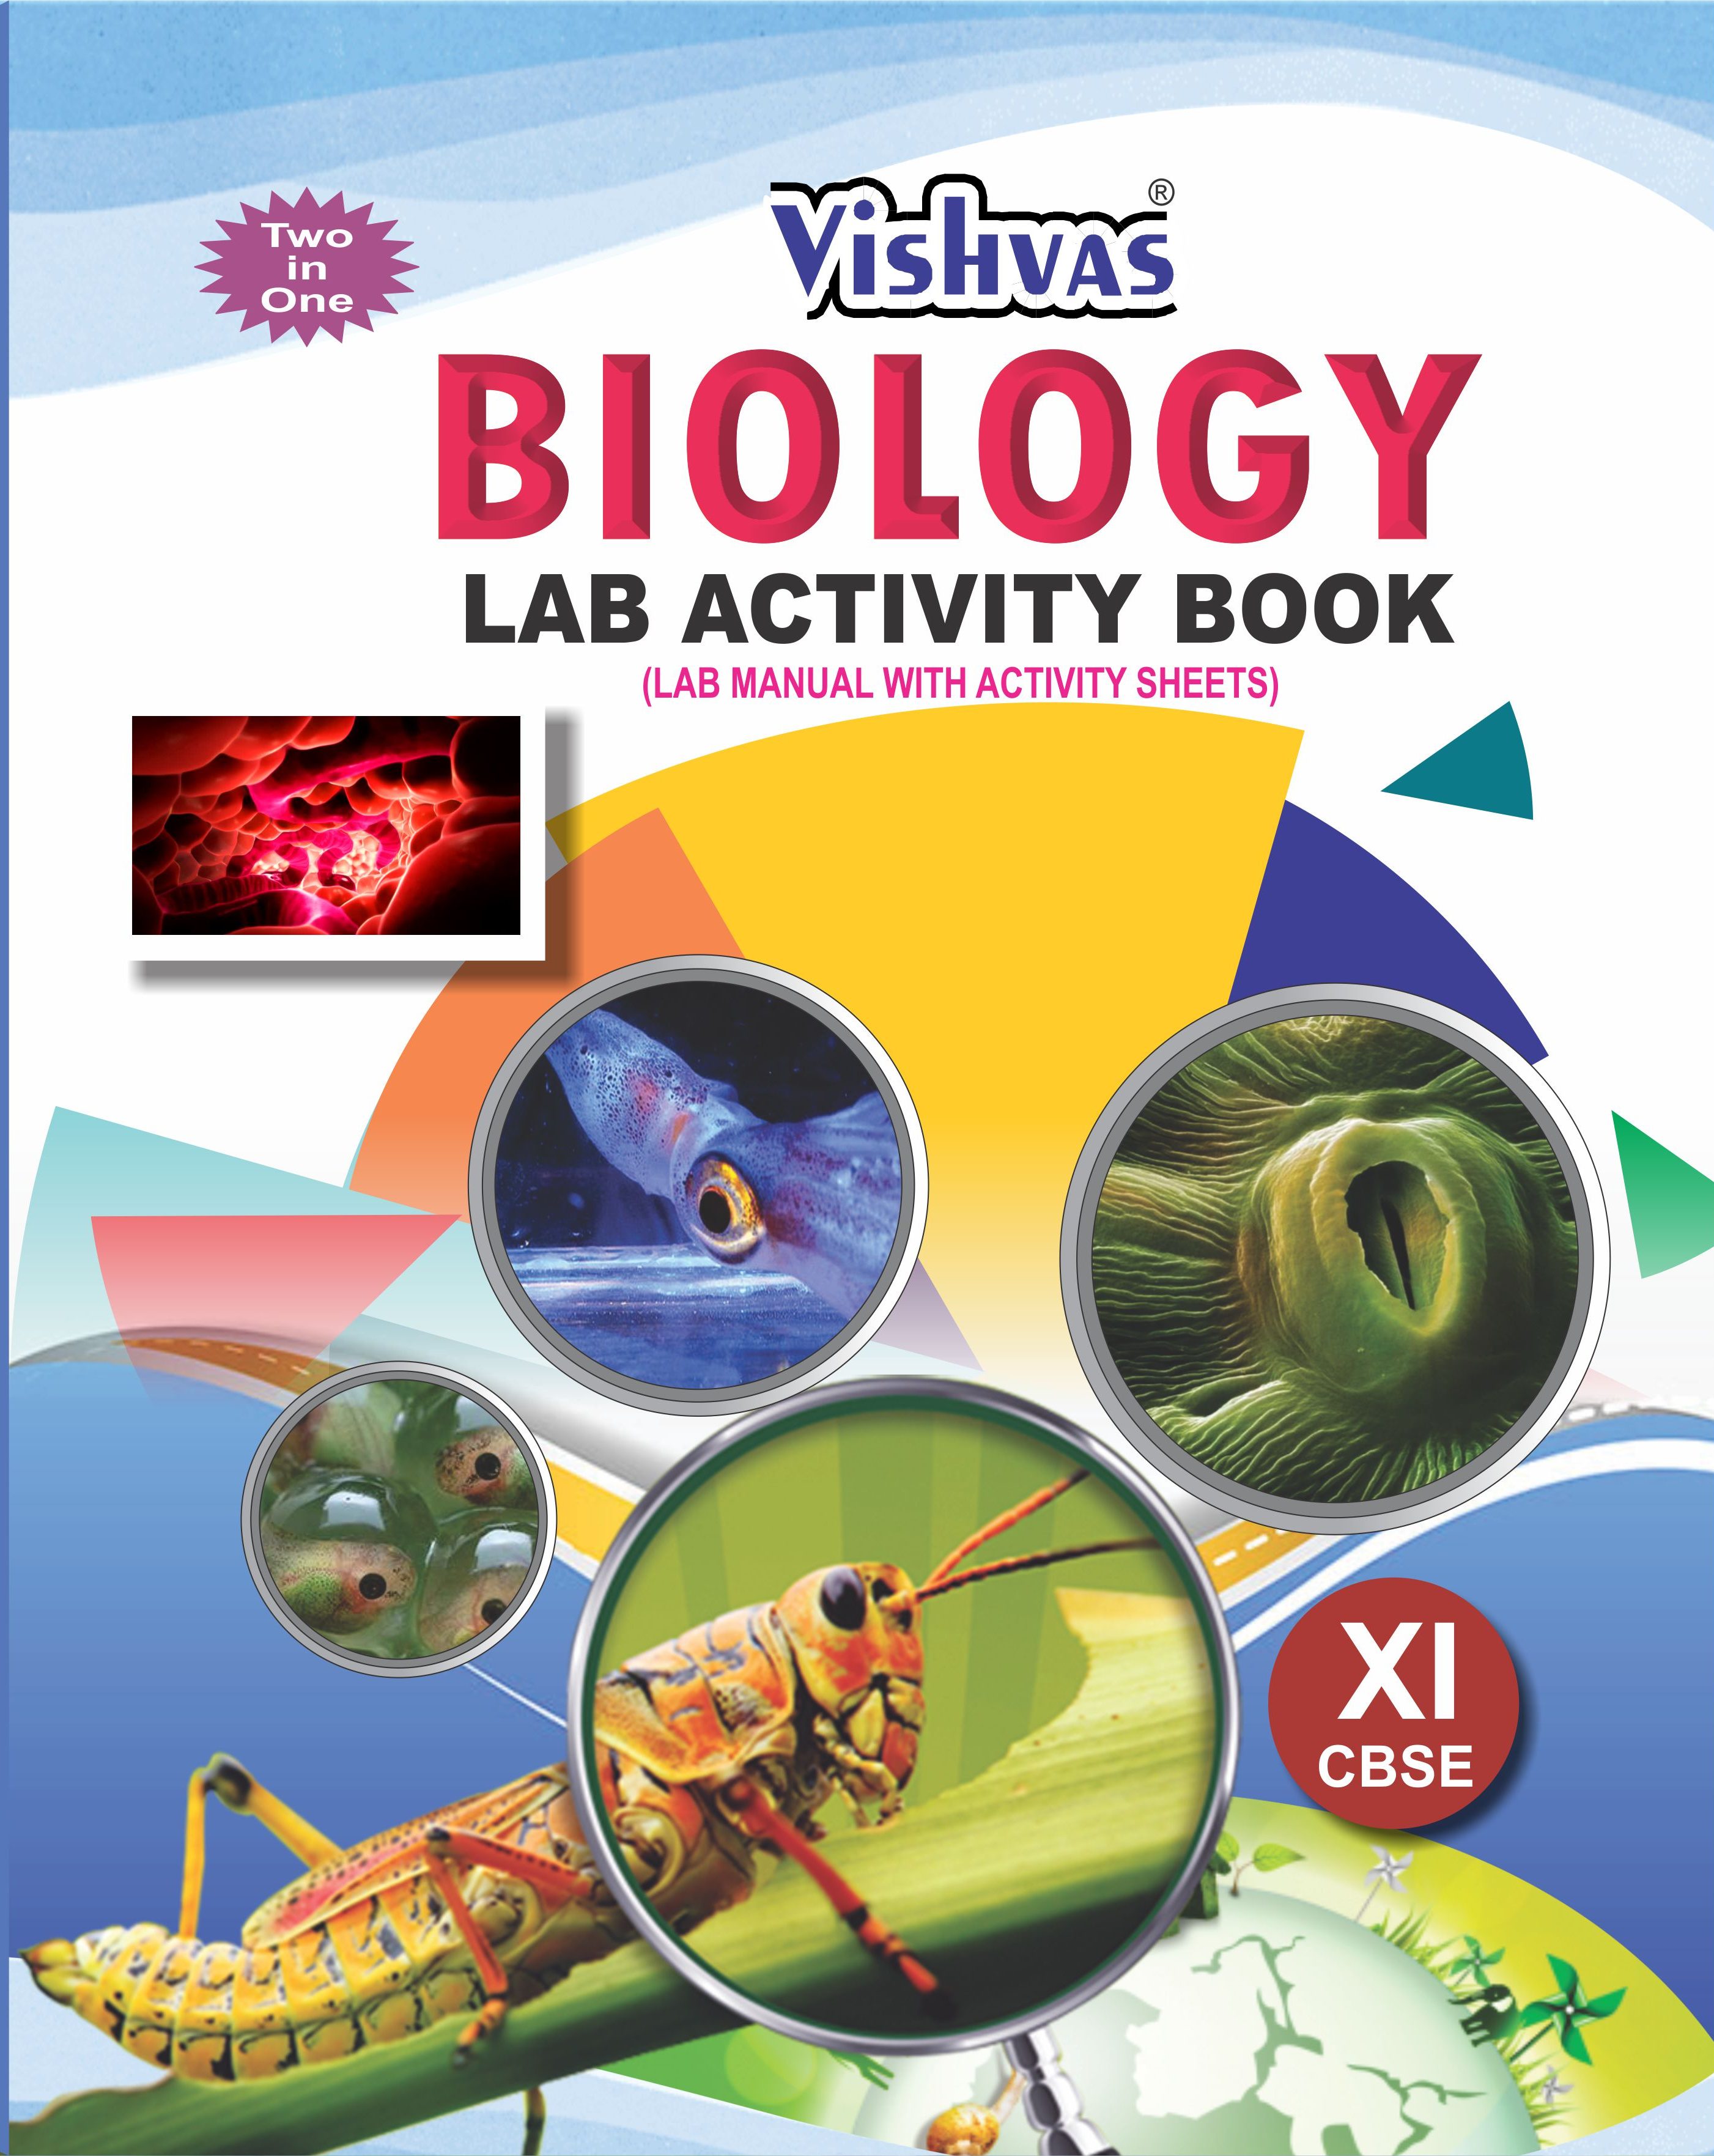 Two
in
One
Vishvas®
BIOLOGY
LAB ACTIVITY BOOK
(LAB MANUAL WITH ACTIVITY SHEETS)
XI
CBSE